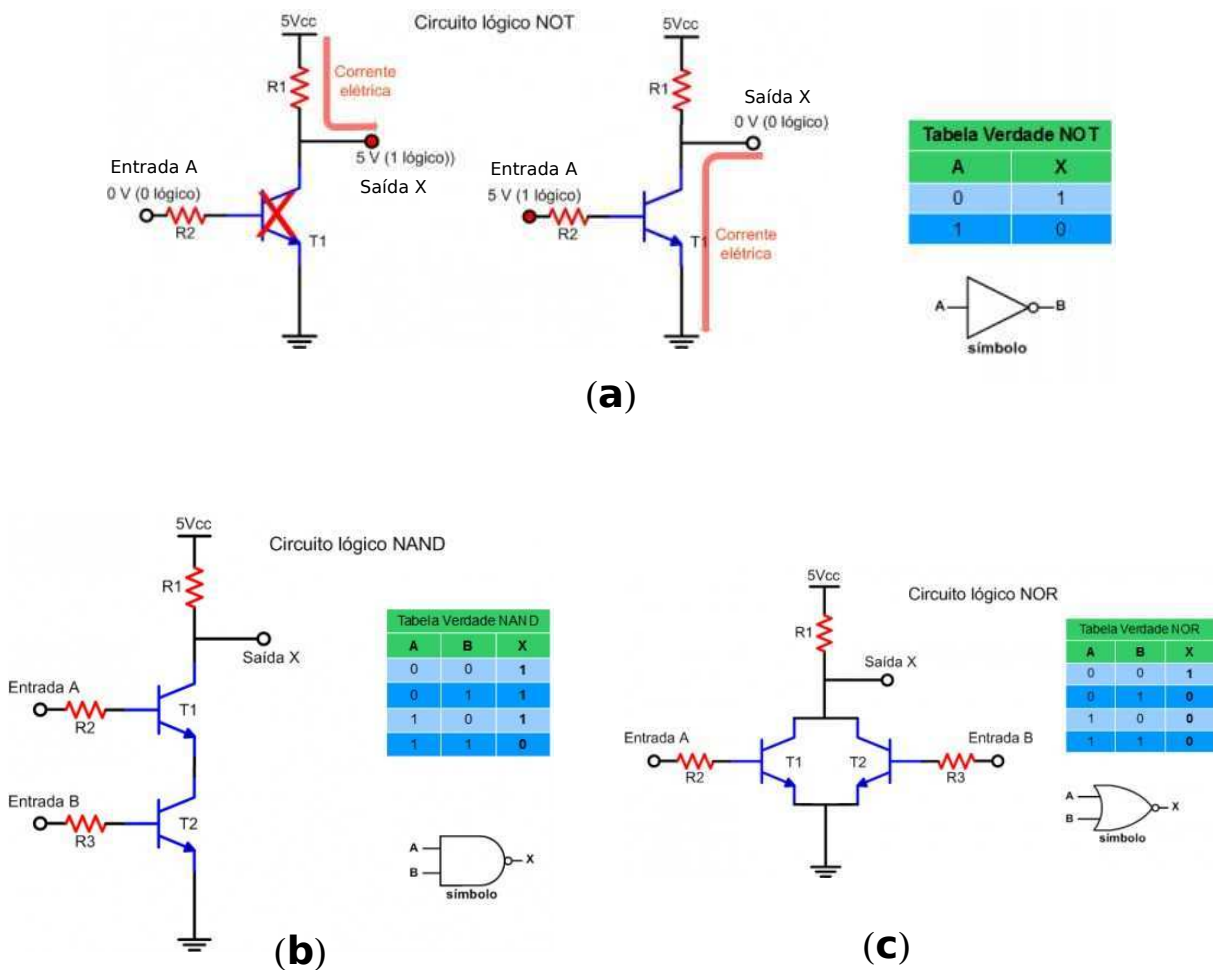 Circuito lógico NOT
5Vcc
R1
Corrente
elétrica
5 V (1 lógico))
Saída X
Entrada A
0 V (0 lógico)
R2
T1
5Vcc
R1
Saída X
0 V (0 lógico)
Entrada A
5 V (1 lógico)
R2
T1
Corrente
elétrica
Tabela Verdade NOT
A X
0 1
1 0
A B
símbolo
(a)
5Vcc
Circuito lógico NAND
R1
Saída X
Entrada A
R2
T1
Entrada B
R3
T2
Tabela Verdade NAND
A B X
0 0 1
0 1 1
1 0 1
1 1 0
A
B
X
símbolo
(b)
5Vcc
Circuito lógico NOR
R1
Saída X
Entrada A
R2
T1
T2
Entrada B
R3
Tabela Verdade NOR
A B X
0 0 1
0 1 0
1 0 0
1 1 0
A
B
X
símbolo
(c)